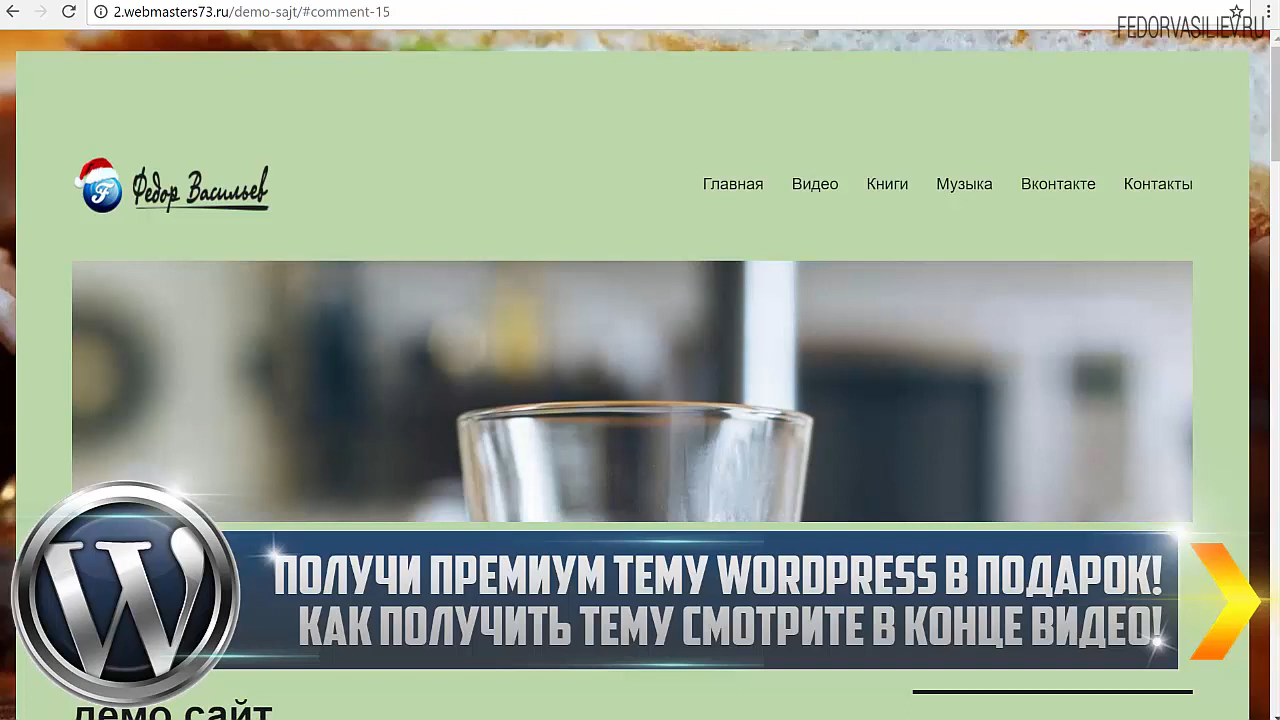 2.webmasters73.ru/demo-sajt/#comment-15
FEDORVASILIEV.RU
Федор Васильев
Главная Видео Книги Музыка Вконтакте Контакты
ПОЛУЧИ ПРЕМИУМ ТЕМУ WORDPRESS В ПОДАРОК!
КАК ПОЛУЧИТЬ ТЕМУ СМОТРИТЕ В КОНЦЕ ВИДЕО!
демо сайт